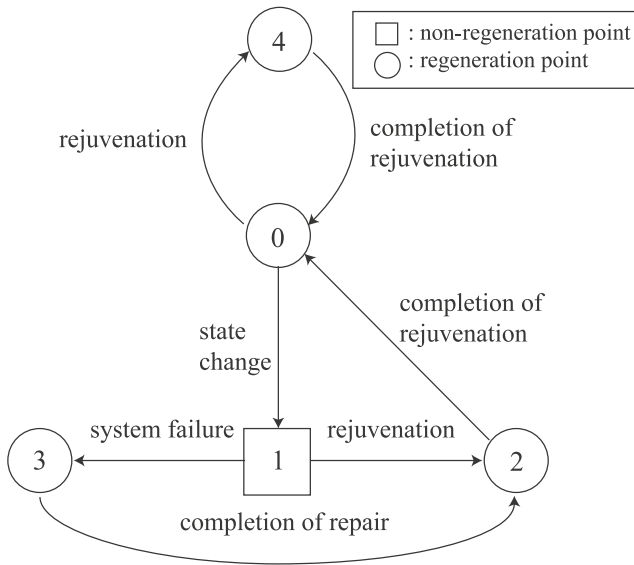 4
: non-regeneration point
: regeneration point
rejuvenation
completion of
rejuvenation
0
state
change
completion of
rejuvenation
system failure
rejuvenation
3
1
2
completion of repair